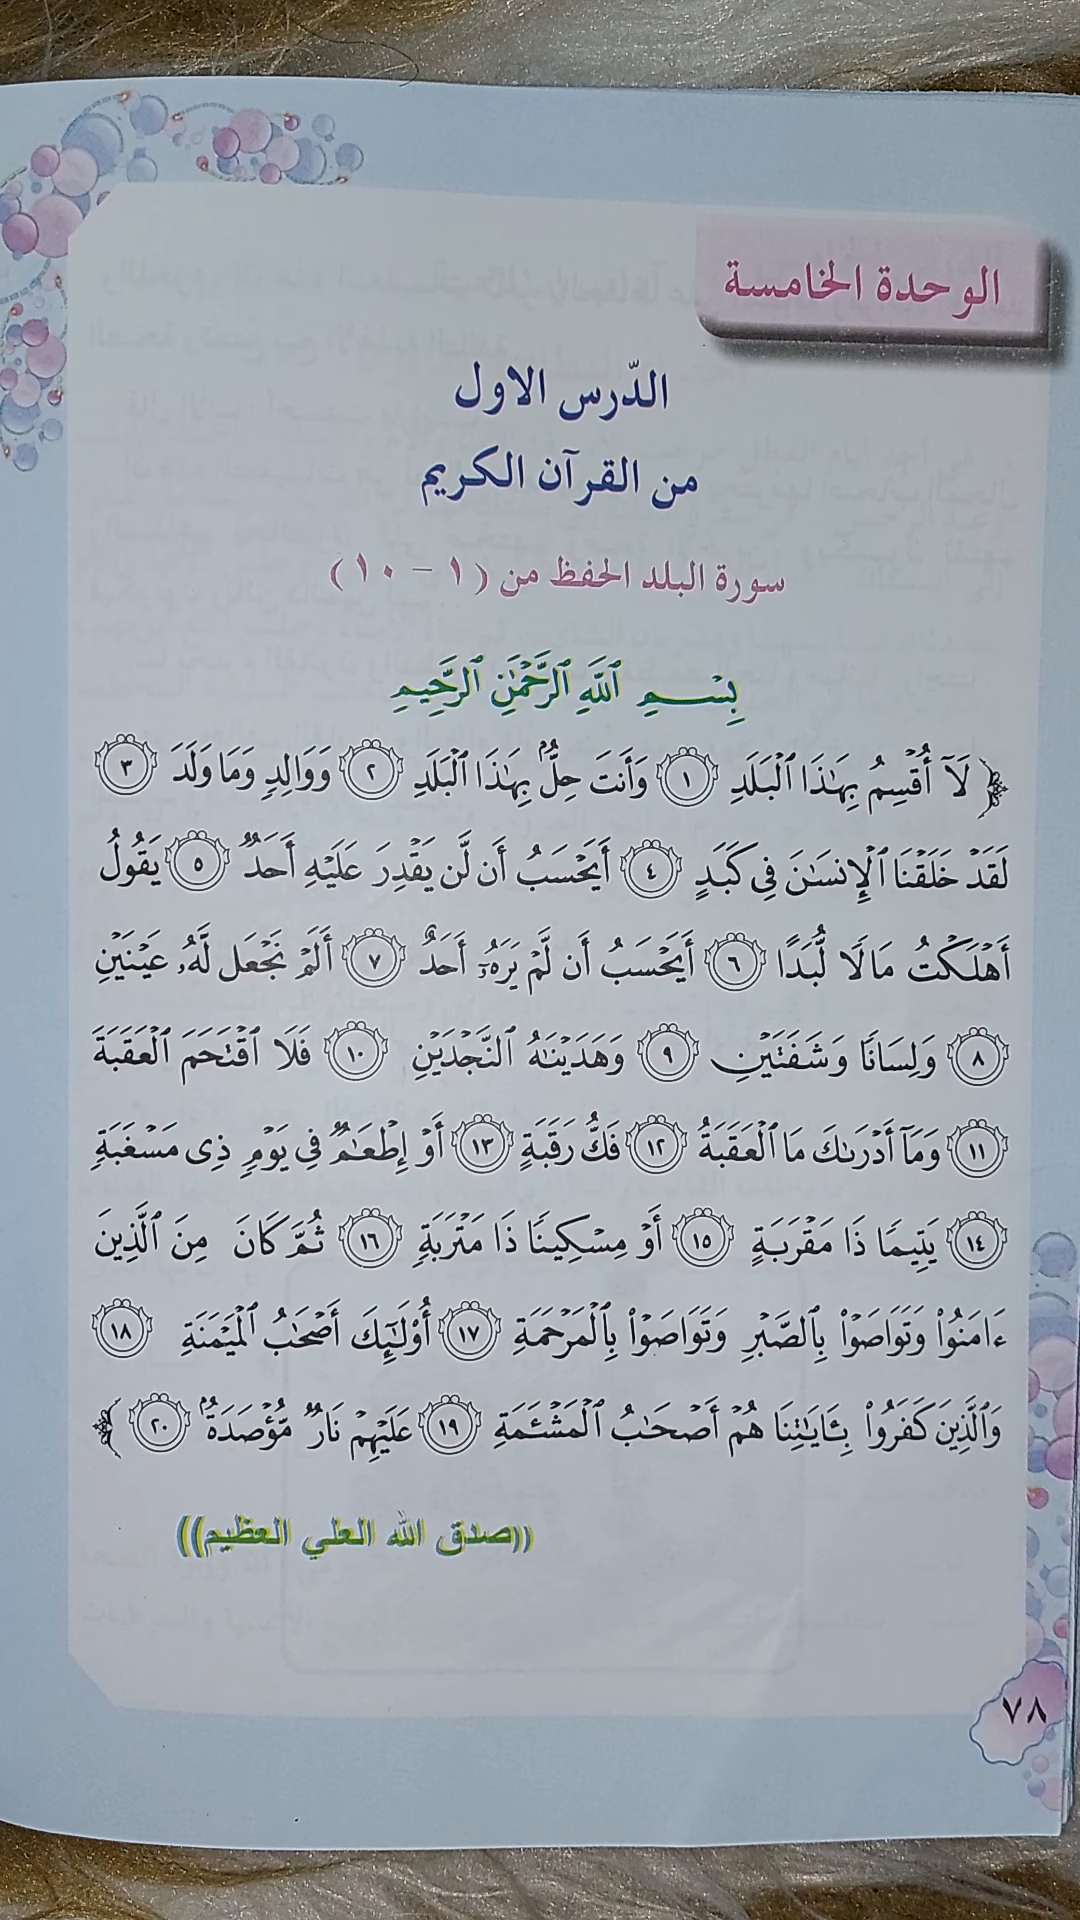 الوحدة الخامسة
الدّرس الاول
من القرآن الكريم
سورة البلد الحفظ من (١ - ١٠)
بِسْمِ ٱللَّهِ ٱلرَّحْمَٰنِ ٱلرَّحِيمِ
﴿ لَآ أُقْسِمُ بِهَٰذَا ٱلْبَلَدِ ١ وَأَنتَ حِلٌّۢ بِهَٰذَا ٱلْبَلَدِ ٢ وَوَالِدٍ وَمَا وَلَدَ ٣
لَقَدْ خَلَقْنَا ٱلْإِنسَٰنَ فِى كَبَدٍ ٤ أَيَحْسَبُ أَن لَّن يَقْدِرَ عَلَيْهِ أَحَدٌ ٥ يَقُولُ
أَهْلَكْتُ مَالًا لُّبَدًا ٦ أَيَحْسَبُ أَن لَّمْ يَرَهُۥٓ أَحَدٌ ٧ أَلَمْ نَجْعَل لَّهُۥ عَيْنَيْنِ
٨ وَلِسَانًا وَشَفَتَيْنِ ٩ وَهَدَيْنَٰهُ ٱلنَّجْدَيْنِ ١٠ فَلَا ٱقْتَحَمَ ٱلْعَقَبَةَ
١١ وَمَآ أَدْرَىٰكَ مَا ٱلْعَقَبَةُ ١٢ فَكُّ رَقَبَةٍ ١٣ أَوْ إِطْعَٰمٌ فِى يَوْمٍ ذِى مَسْغَبَةٍ
١٤ يَتِيمًا ذَا مَقْرَبَةٍ ١٥ أَوْ مِسْكِينًا ذَا مَتْرَبَةٍ ١٦ ثُمَّ كَانَ مِنَ ٱلَّذِينَ
ءَامَنُوا۟ وَتَوَاصَوْا۟ بِٱلصَّبْرِ وَتَوَاصَوْا۟ بِٱلْمَرْحَمَةِ ١٧ أُو۟لَٰٓئِكَ أَصْحَٰبُ ٱلْمَيْمَنَةِ ١٨
وَٱلَّذِينَ كَفَرُوا۟ بِـَٔايَٰتِنَا هُمْ أَصْحَٰبُ ٱلْمَشْـَٔمَةِ ١٩ عَلَيْهِمْ نَارٌ مُّؤْصَدَةٌۢ ٢٠ ﴾
((صدق الله العلي العظيم))
٧٨